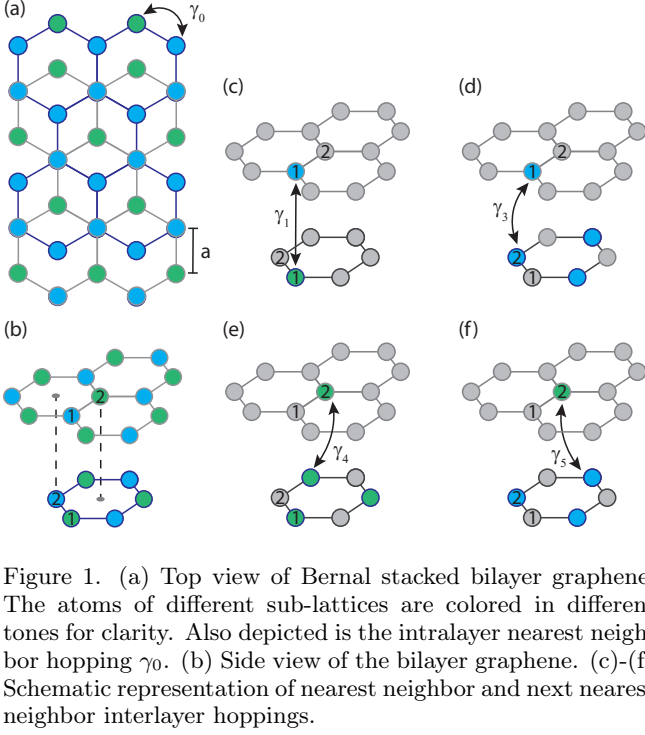 (a)
γ0
a
(b)
2
1
2
1
(c)
2
1
γ1
2
1
(d)
2
1
γ3
2
1
(e)
2
1
γ4
2
1
(f)
2
1
γ5
2
1
Figure 1. (a) Top view of Bernal stacked bilayer graphene
The atoms of different sub-lattices are colored in differen
tones for clarity. Also depicted is the intralayer nearest neigh
bor hopping γ0. (b) Side view of the bilayer graphene. (c)-(f
Schematic representation of nearest neighbor and next neares
neighbor interlayer hoppings.